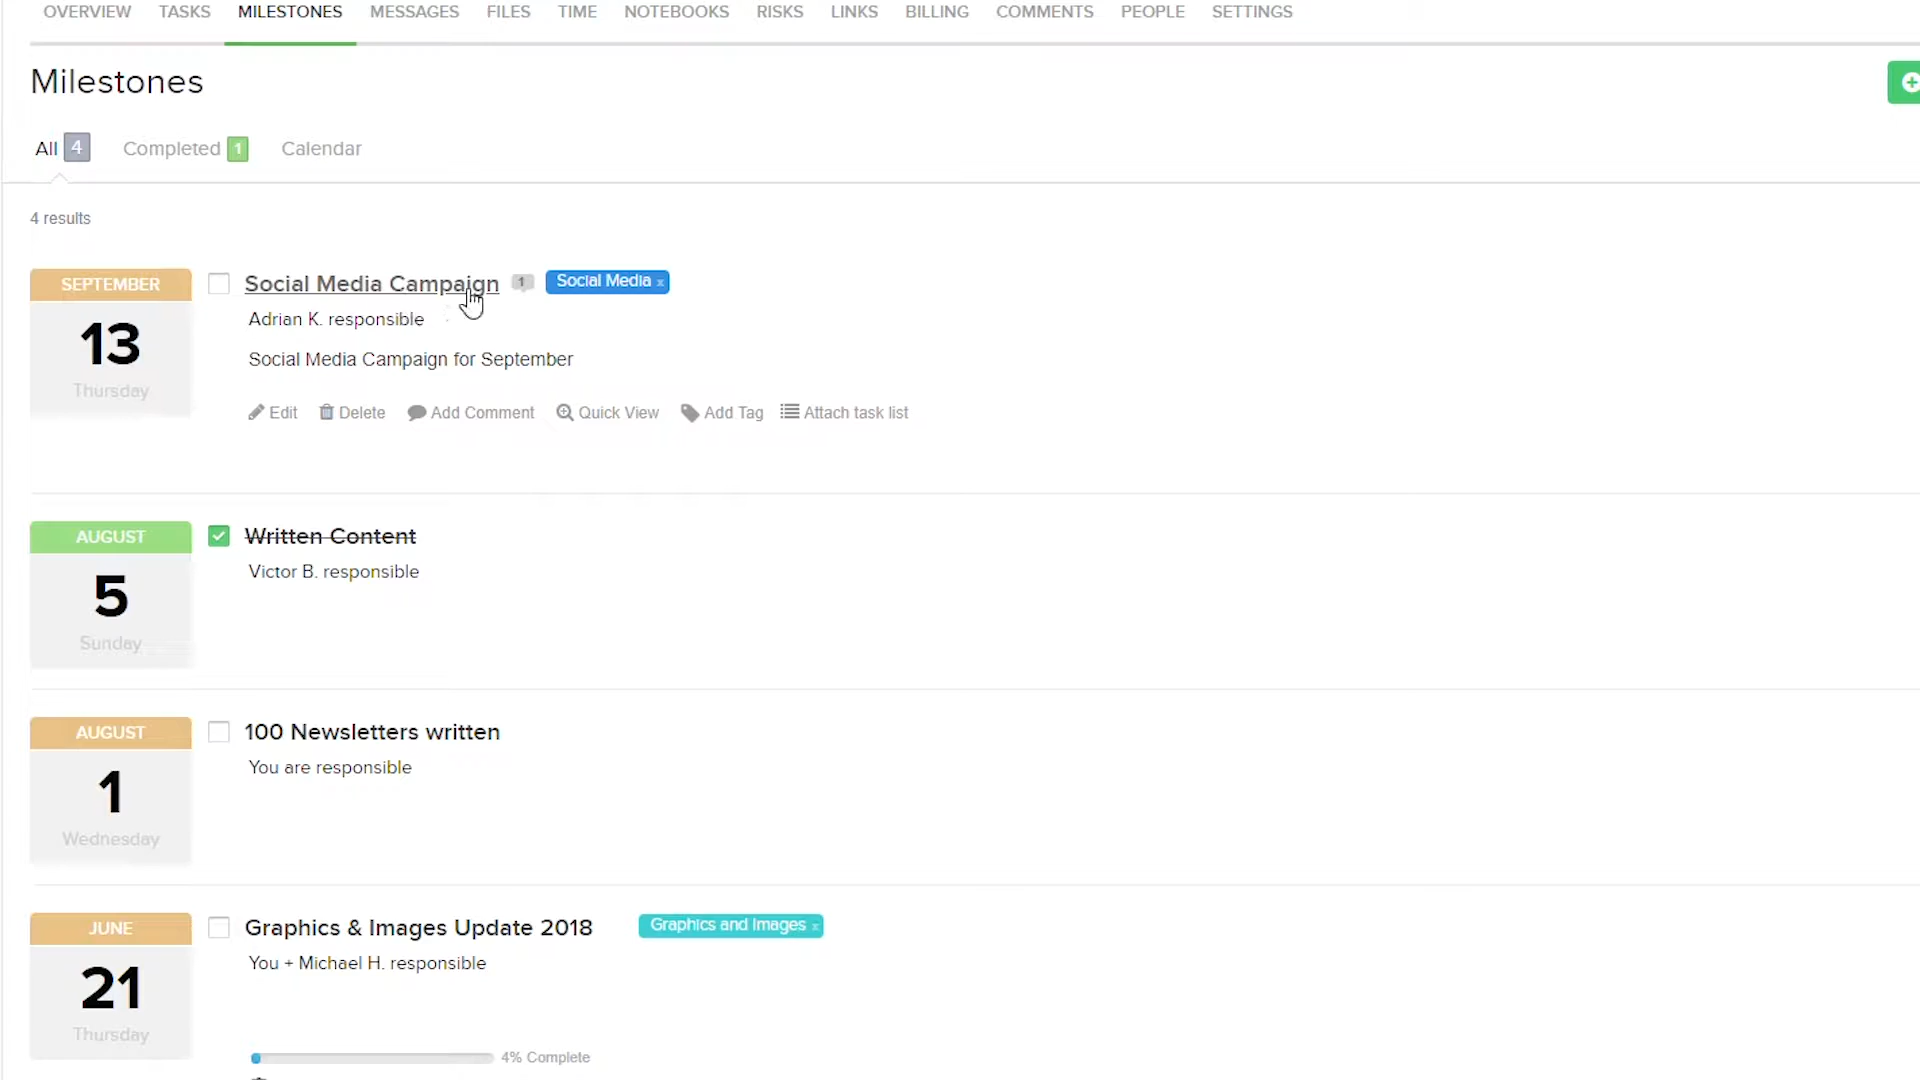 OVERVIEW TASKS MILESTONES MESSAGES FILES TIME NOTEBOOKS RISKS LINKS BILLING COMMENTS PEOPLE SETTINGS
Milestones
All 4 Completed 1 Calendar
4 results
SEPTEMBER
13
Thursday
Social Media Campaign 1 Social Media x
Adrian K. responsible
Social Media Campaign for September
Edit Delete Add Comment Quick View Add Tag Attach task list
AUGUST
5
Sunday
Written Content
Victor B. responsible
AUGUST
1
Wednesday
100 Newsletters written
You are responsible
JUNE
21
Thursday
Graphics & Images Update 2018 Graphics and Images x
You + Michael H. responsible
4% Complete